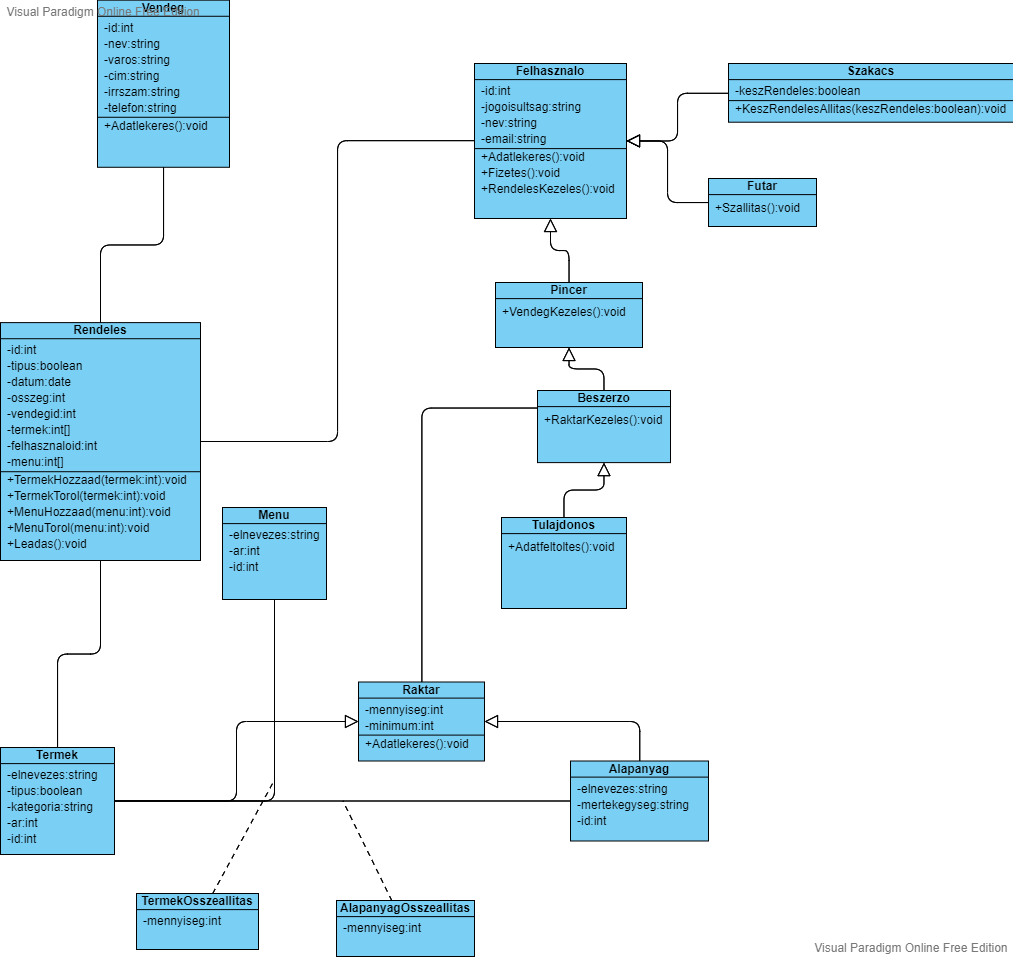 Visual Paradigm Online Free Edition
Vendeg
-id:int
-nev:string
-varos:string
-cim:string
-irrszam:string
-telefon:string
+Adatlekeres():void
Felhasznalo
-id:int
-jogoisultsag:string
-nev:string
-email:string
+Adatlekeres():void
+Fizetes():void
+RendelesKezeles():void
Szakacs
-keszRendeles:boolean
+KeszRendelesAllitas(keszRendeles:boolean):void
Futar
+Szallitas():void
Pincer
+VendegKezeles():void
Rendeles
-id:int
-tipus:boolean
-datum:date
-osszeg:int
-vendegid:int
-termek:int[]
-felhasznaloid:int
-menu:int[]
+TermekHozzaad(termek:int):void
+TermekTorol(termek:int):void
+MenuHozzaad(menu:int):void
+MenuTorol(menu:int):void
+Leadas():void
Beszerzo
+RaktarKezeles():void
Menu
-elnevezes:string
-ar:int
-id:int
Tulajdonos
+Adatfeltoltes():void
Raktar
-mennyiseg:int
-minimum:int
+Adatlekeres():void
Termek
-elnevezes:string
-tipus:boolean
-kategoria:string
-ar:int
-id:int
Alapanyag
-elnevezes:string
-mertekegyseg:string
-id:int
TermekOsszeallitas
-mennyiseg:int
AlapanyagOsszeallitas
-mennyiseg:int
Visual Paradigm Online Free Edition